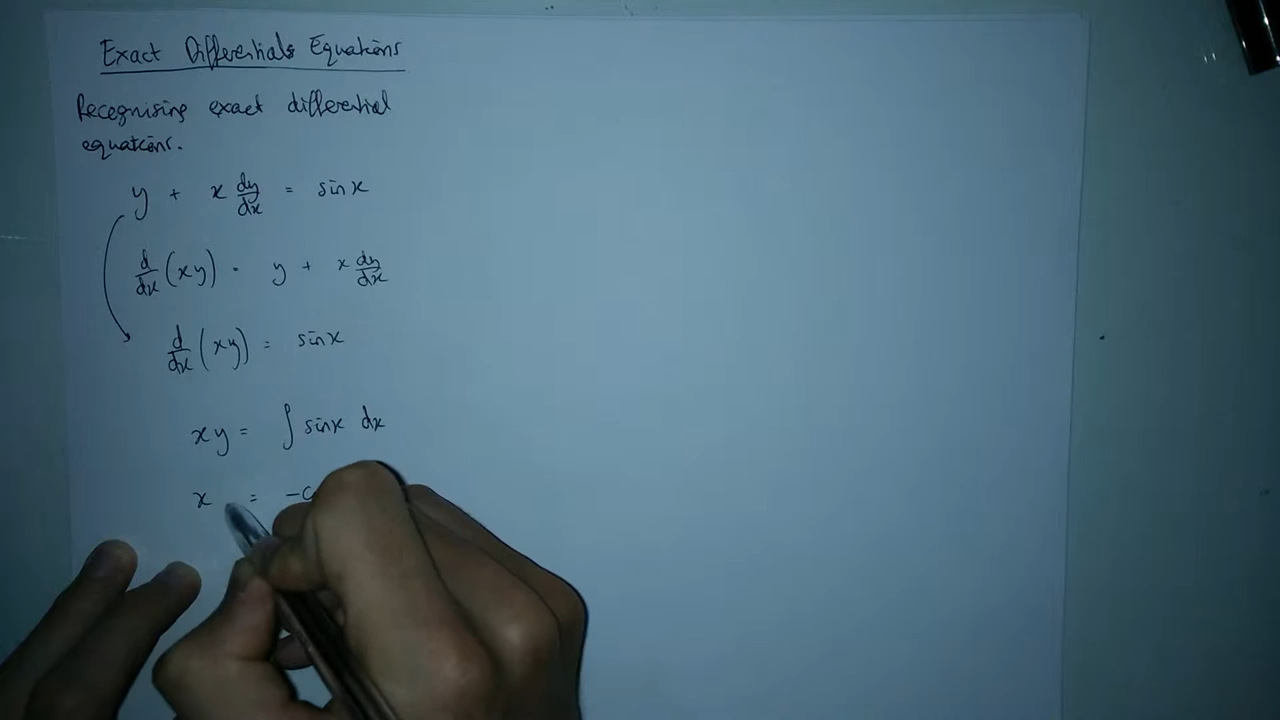 Exact Differentials Equations
Recognising exact differential
equations.
y + x dy/dx = sin x
d/dx (xy) = y + x dy/dx
d/dx (xy) = sin x
xy = ∫ sin x dx
x = -c